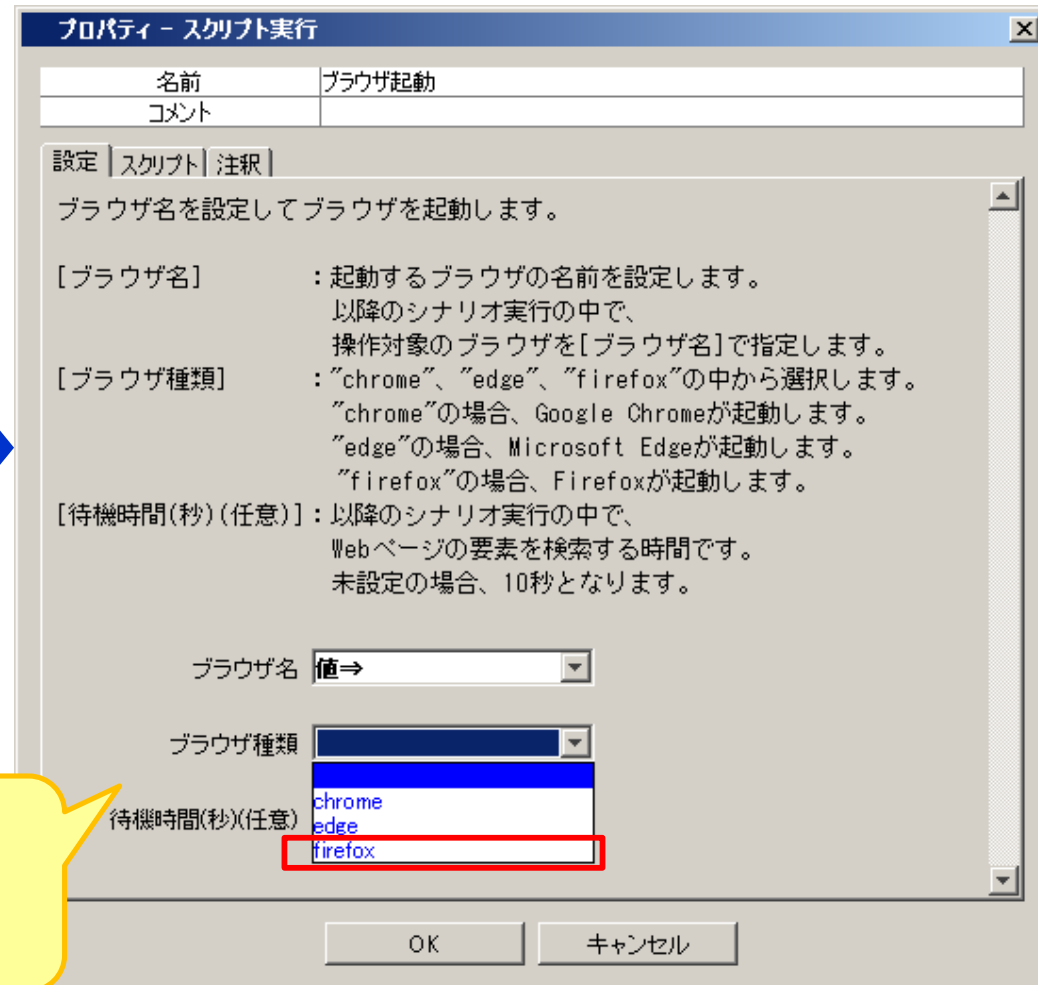 プロパティ - スクリプト実行
名前 ブラウザ起動
コメント
設定 スクリプト 注釈
ブラウザ名を設定してブラウザを起動します。
[ブラウザ名] :起動するブラウザの名前を設定します。
以降のシナリオ実行の中で、
操作対象のブラウザを[ブラウザ名]で指定します。
[ブラウザ種類] :"chrome"、"edge"、"firefox"の中から選択します。
"chrome"の場合、Google Chromeが起動します。
"edge"の場合、Microsoft Edgeが起動します。
"firefox"の場合、Firefoxが起動します。
[待機時間(秒)(任意)]:以降のシナリオ実行の中で、
Webページの要素を検索する時間です。
未設定の場合、10秒となります。
ブラウザ名 値⇒
ブラウザ種類
chrome
待機時間(秒)(任意) edge
firefox
OK キャンセル